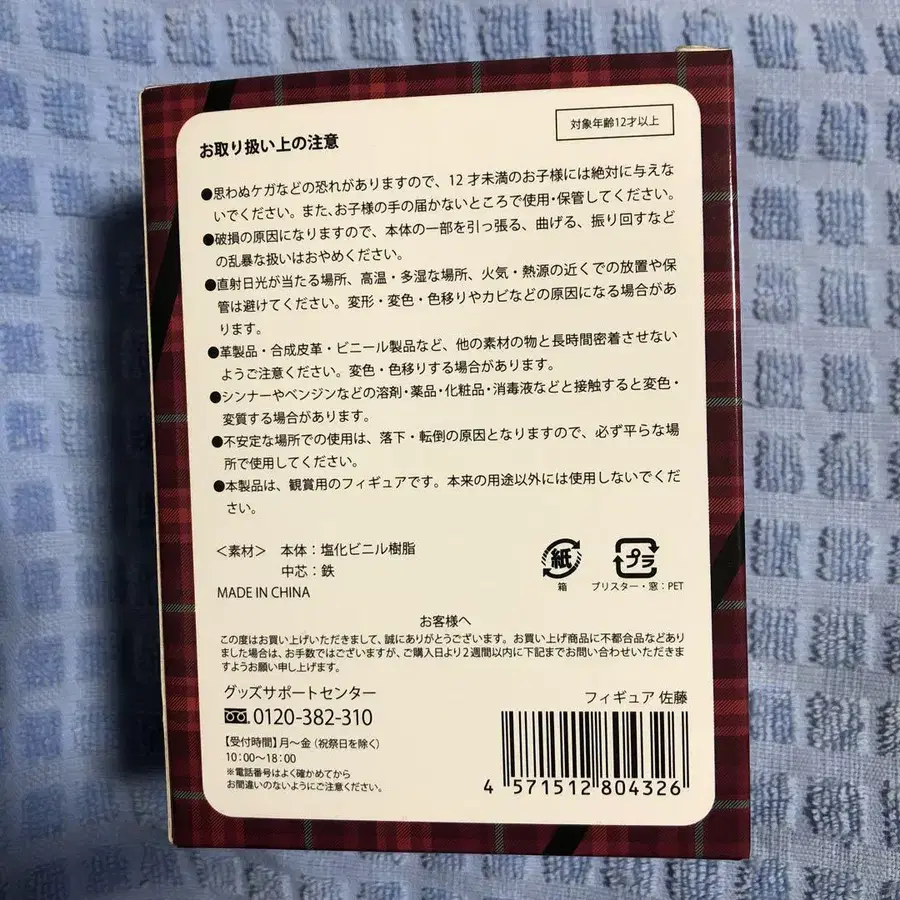 対象年齢12才以上
お取り扱い上の注意
●思わぬケガなどの恐れがありますので、12才未満のお子様には絶対に与えな
いでください。また、お子様の手の届かないところで使用・保管してください。
●破損の原因になりますので、本体の一部を引っ張る、曲げる、振り回すなど
の乱暴な扱いはおやめください。
●直射日光が当たる場所、高温・多湿な場所、火気・熱源の近くでの放置や保
管は避けてください。変形・変色・色移りやカビなどの原因になる場合があ
ります。
●革製品・合成皮革・ビニール製品など、他の素材の物と長時間密着させない
ようご注意ください。変色・色移りする場合があります。
●シンナーやベンジンなどの溶剤・薬品・化粧品・消毒液などと接触すると変色・
変質する場合があります。
●不安定な場所での使用は、落下・転倒の原因となりますので、必ず平らな場
所で使用してください。
●本製品は、観賞用のフィギュアです。本来の用途以外には使用しないでくだ
さい。
＜素材＞ 本体：塩化ビニル樹脂
中芯：鉄
MADE IN CHINA
紙
箱
プラ
ブリスター・窓：PET
お客様へ
この度はお買い上げいただきまして、誠にありがとうございます。お買い上げ商品に不都合品などあり
ました場合は、お手数ではございますが、ご購入日より2週間以内に下記までお問い合わせいただきま
すようお願い申し上げます。
グッズサポートセンター
0120-382-310
【受付時間】月～金（祝祭日を除く）
10：00～18：00
※電話番号はよく確かめてから
お間違いのないようにご注意ください。
フィギュア 佐藤
4 571512 804326